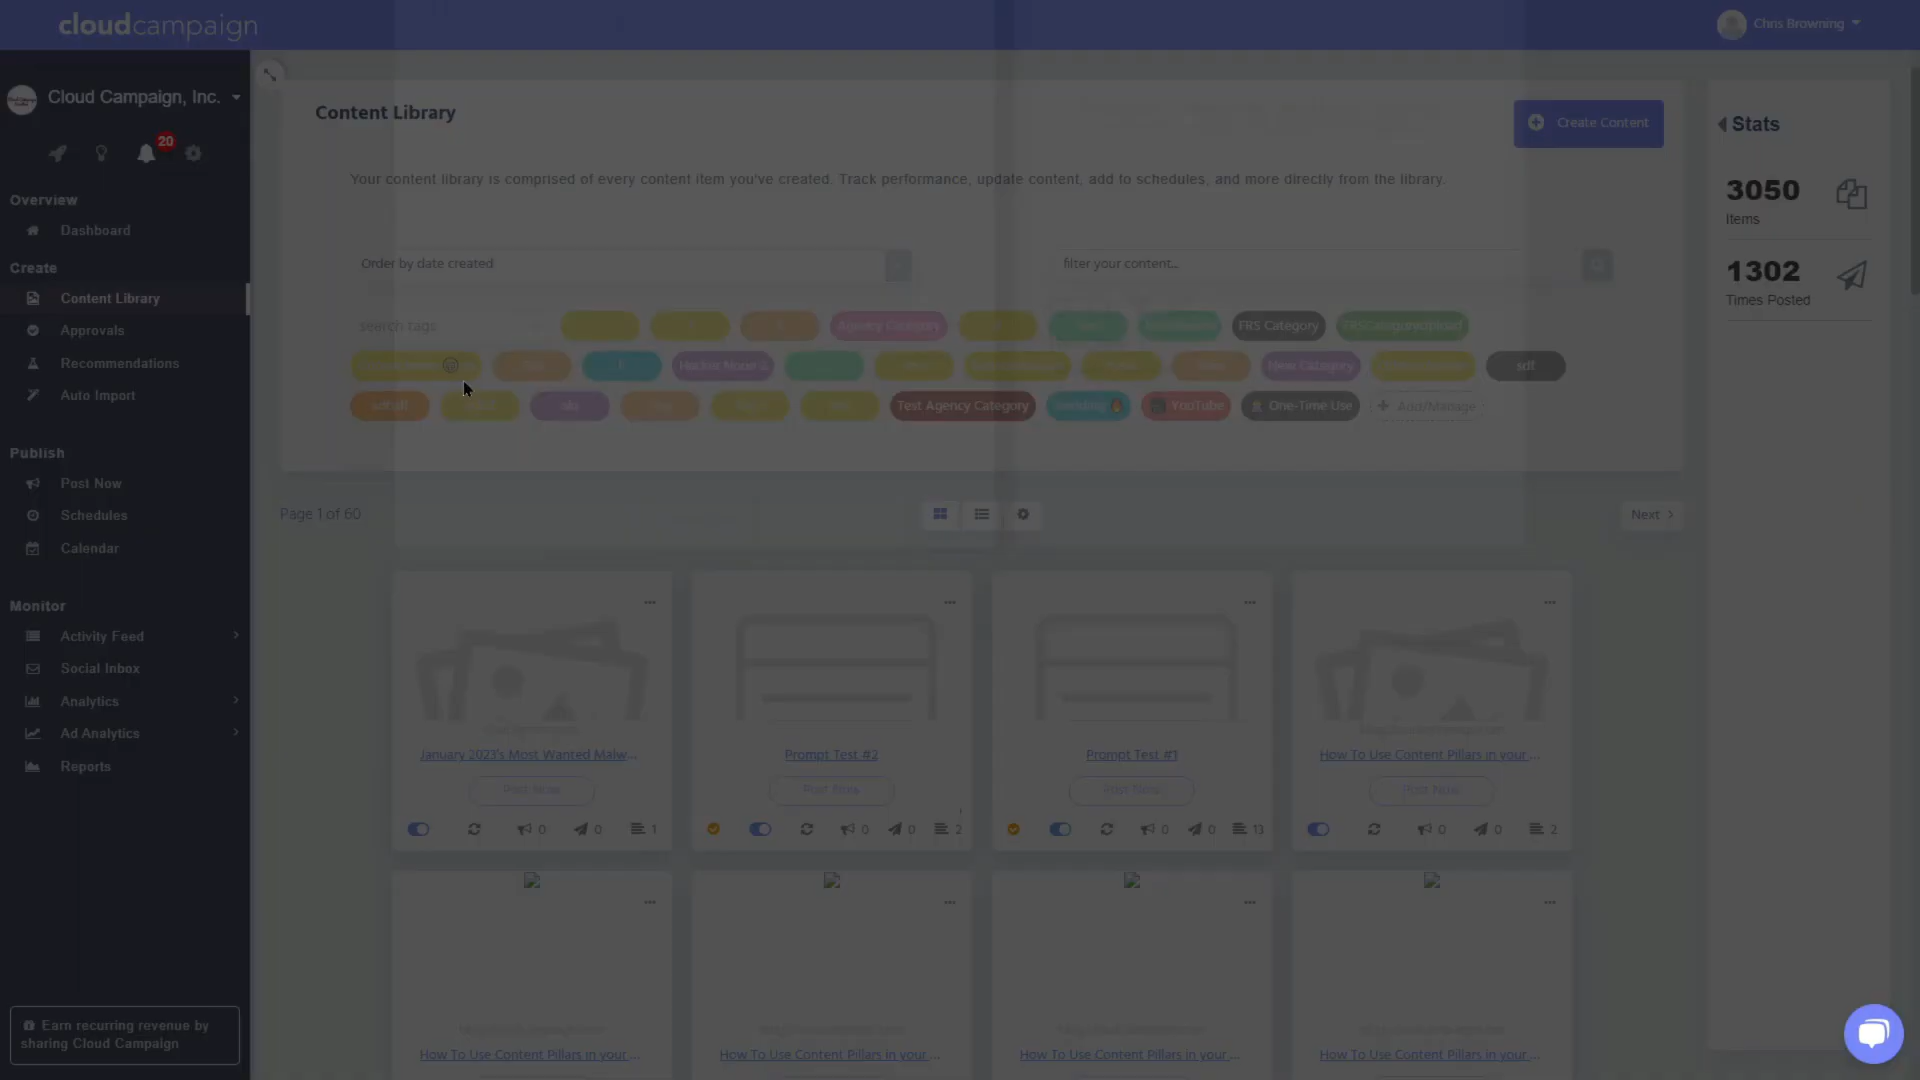 cloudcampaign
Chris Browning
Cloud Campaign, Inc.
20
Overview
Dashboard
Create
Content Library
Approvals
Recommendations
Auto Import
Publish
Post Now
Schedules
Calendar
Monitor
Activity Feed
Social Inbox
Analytics
Ad Analytics
Reports
Earn recurring revenue by
sharing Cloud Campaign
Content Library
Create Content
Your content library is comprised of every content item you've created. Track performance, update content, add to schedules, and more directly from the library.
Order by date created
filter your content...
search tags
Agency Category
FRS Category
New Category
sdf
Test Agency Category
YouTube
One-Time Use
Add/Manage
Page 1 of 60
Next
January 2023's Most Wanted Malw...
Post Now
0 0 1
Prompt Test #2
Post Now
0 0 2
Prompt Test #1
Post Now
0 0 13
How To Use Content Pillars in your ...
Post Now
0 0 2
How To Use Content Pillars in your ...
How To Use Content Pillars in your ...
How To Use Content Pillars in your ...
How To Use Content Pillars in your ...
Stats
3050
Items
1302
Times Posted